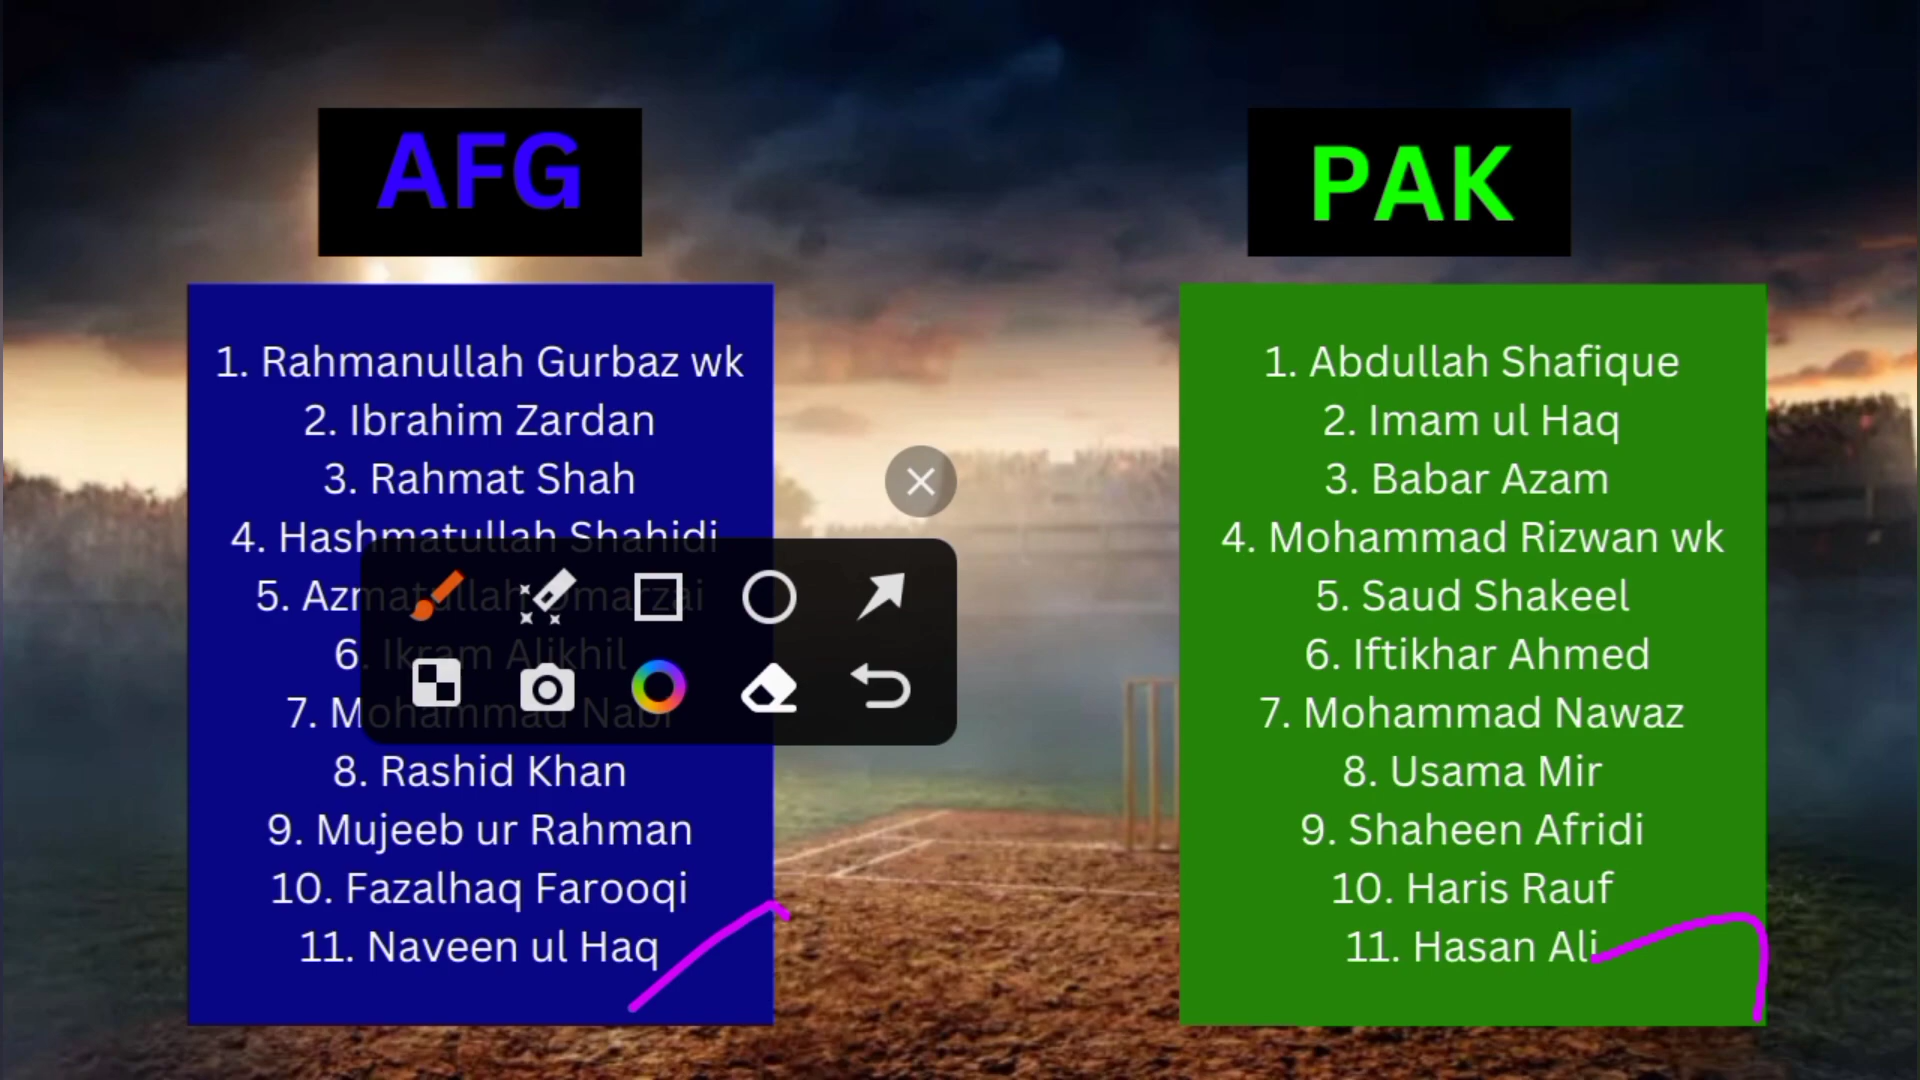 AFG
1. Rahmanullah Gurbaz wk
2. Ibrahim Zardan
3. Rahmat Shah
4. Hashmatullah Shahidi
5. Azmatullah Omarzai
6. Ikram Alikhil
7. Mohammad Nabi
8. Rashid Khan
9. Mujeeb ur Rahman
10. Fazalhaq Farooqi
11. Naveen ul Haq
PAK
1. Abdullah Shafique
2. Imam ul Haq
3. Babar Azam
4. Mohammad Rizwan wk
5. Saud Shakeel
6. Iftikhar Ahmed
7. Mohammad Nawaz
8. Usama Mir
9. Shaheen Afridi
10. Haris Rauf
11. Hasan Ali